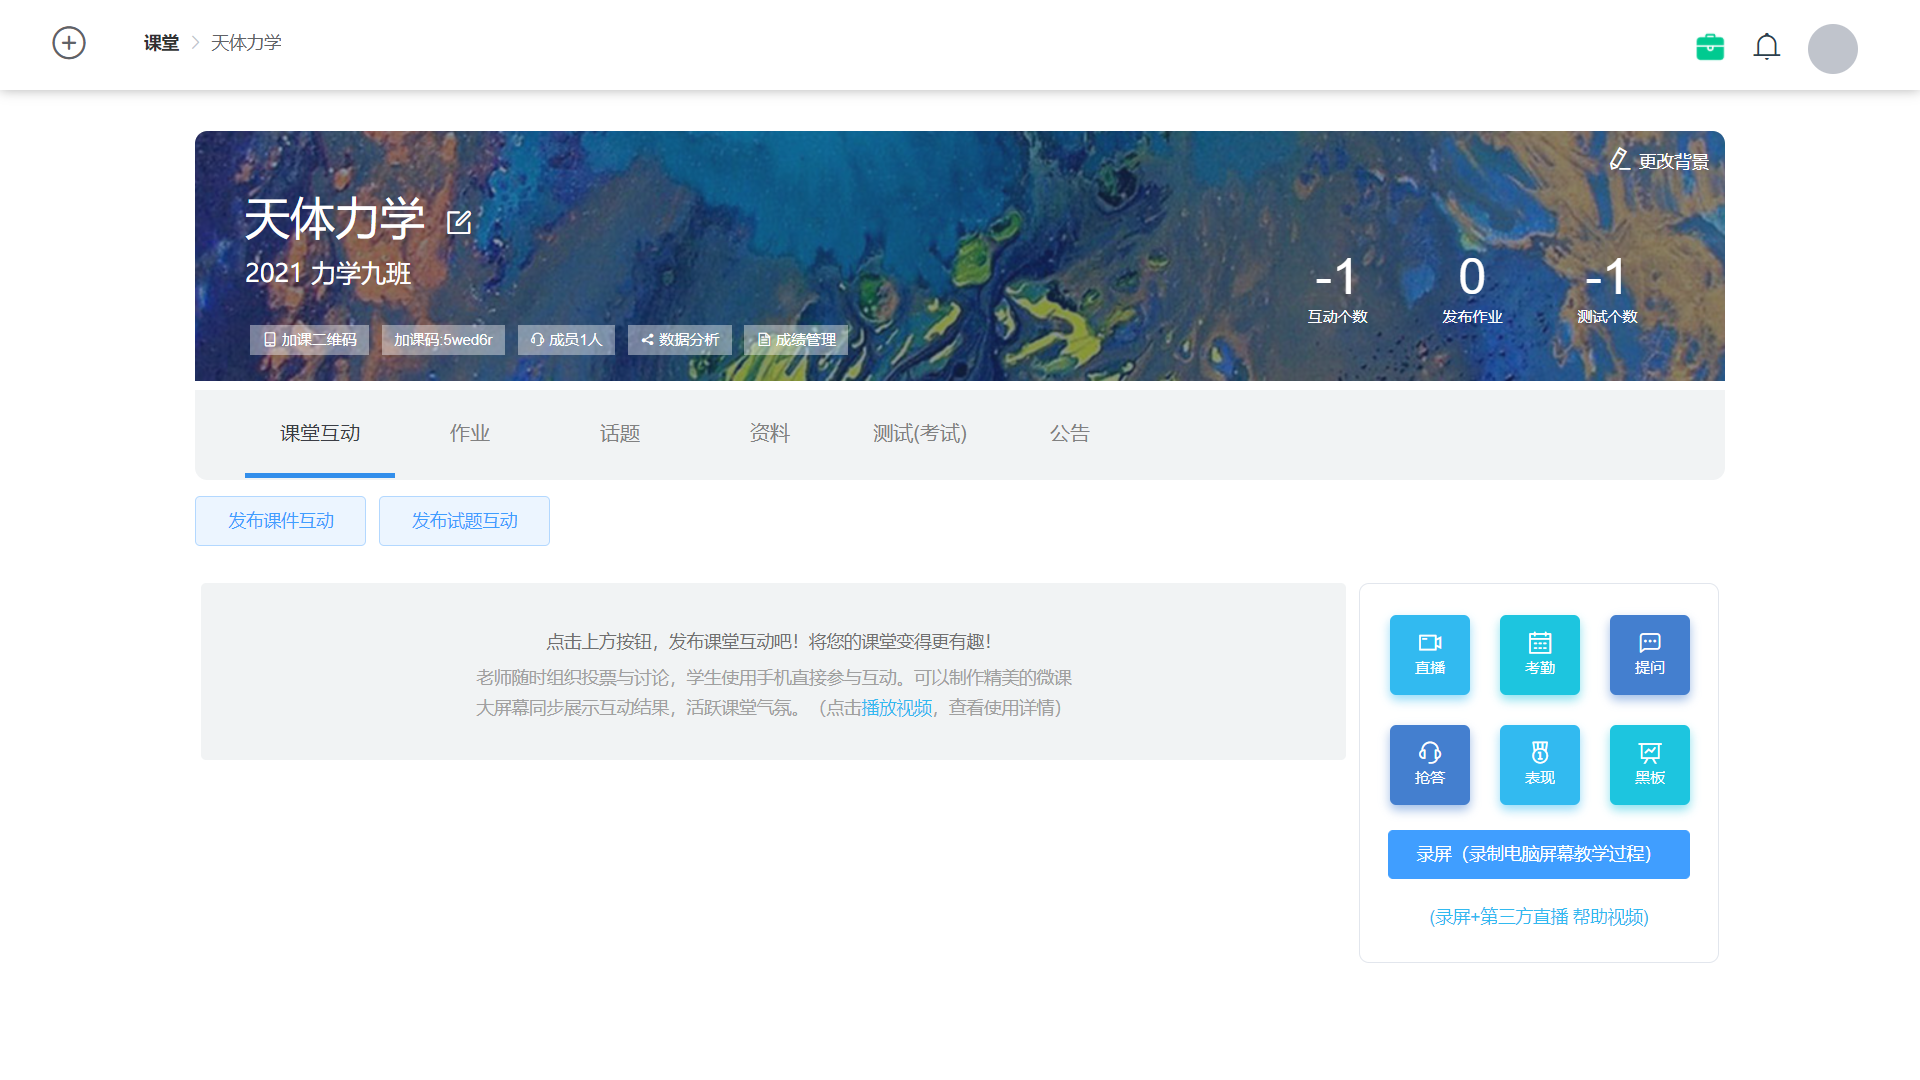 课堂 天体力学
更改背景
天体力学
2021 力学九班
-1 0 -1
互动个数 发布作业 测试个数
加课二维码 加课码:5wed6r 成员1人 数据分析 成绩管理
课堂互动 作业 话题 资料 测试(考试) 公告
发布课件互动 发布试题互动
点击上方按钮，发布课堂互动吧！将您的课堂变得更有趣！
老师随时组织投票与讨论，学生使用手机直接参与互动。可以制作精美的微课
大屏幕同步展示互动结果，活跃课堂气氛。（点击播放视频，查看使用详情）
直播 考勤 提问
抢答 表现 黑板
录屏（录制电脑屏幕教学过程）
(录屏+第三方直播 帮助视频)